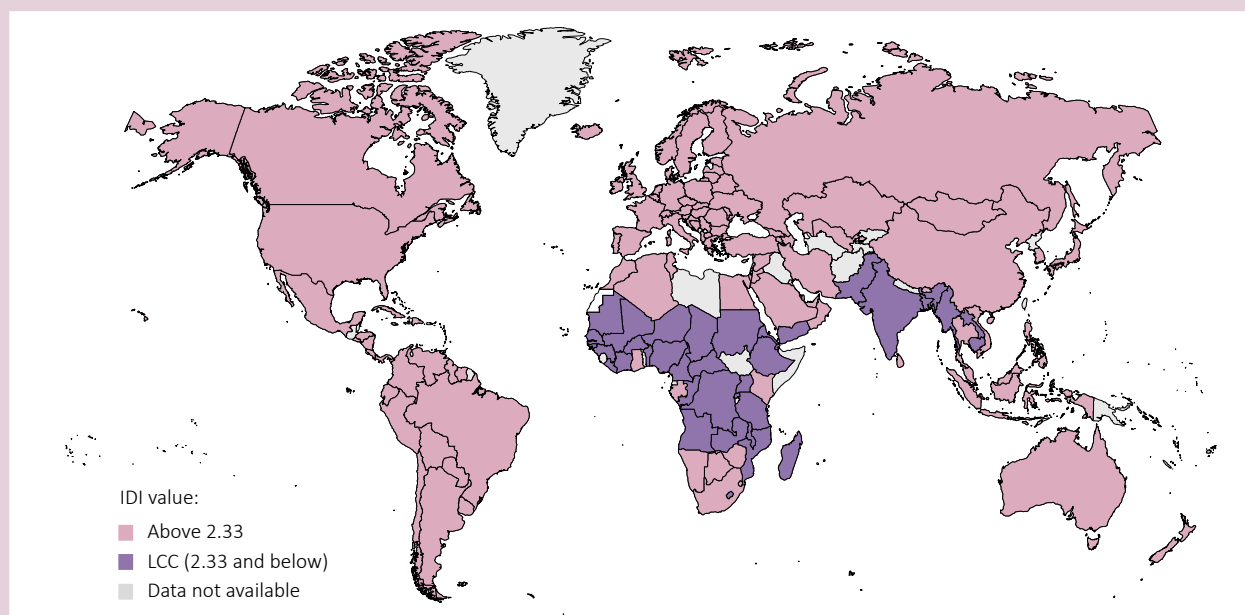 IDI value:
Above 2.33
LCC (2.33 and below)
Data not available